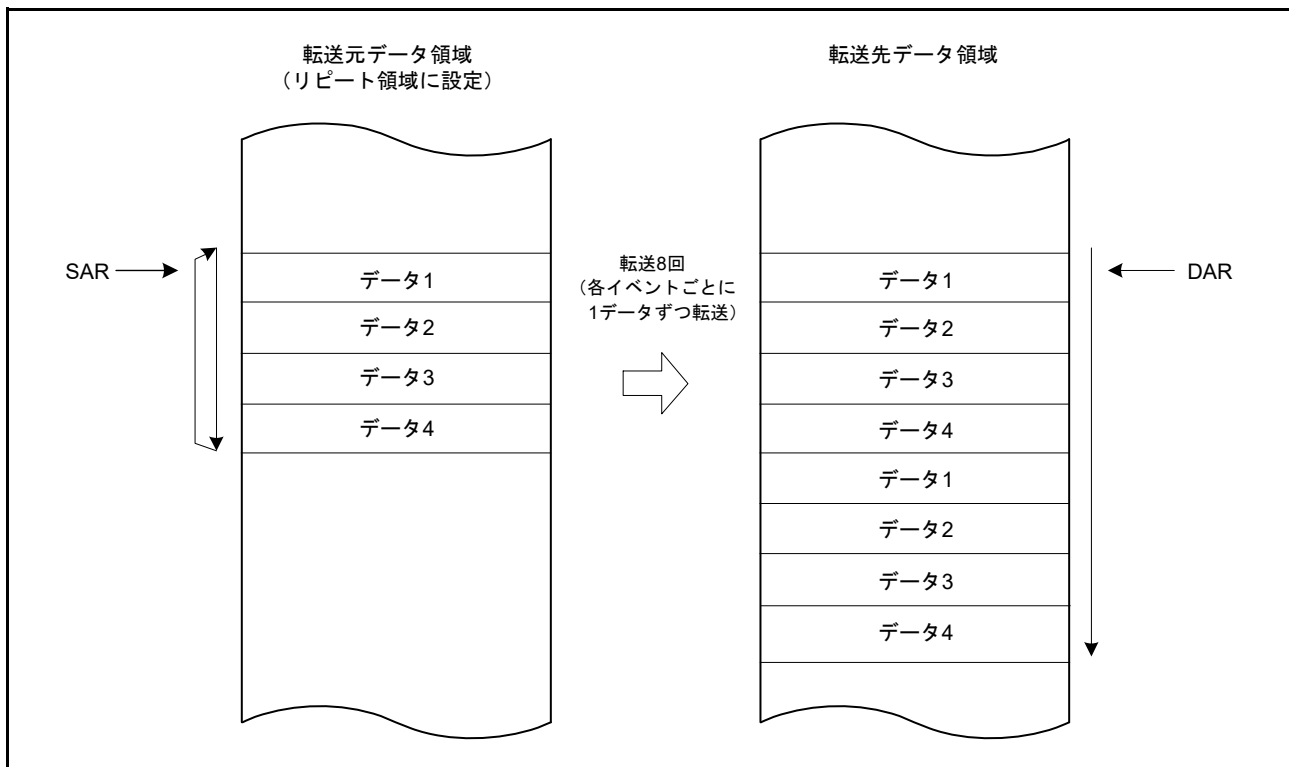 転送元データ領域
（リピート領域に設定）
転送先データ領域
SAR
データ1
データ2
データ3
データ4
転送8回
（各イベントごとに
1データずつ転送）
DAR
データ1
データ2
データ3
データ4
データ1
データ2
データ3
データ4